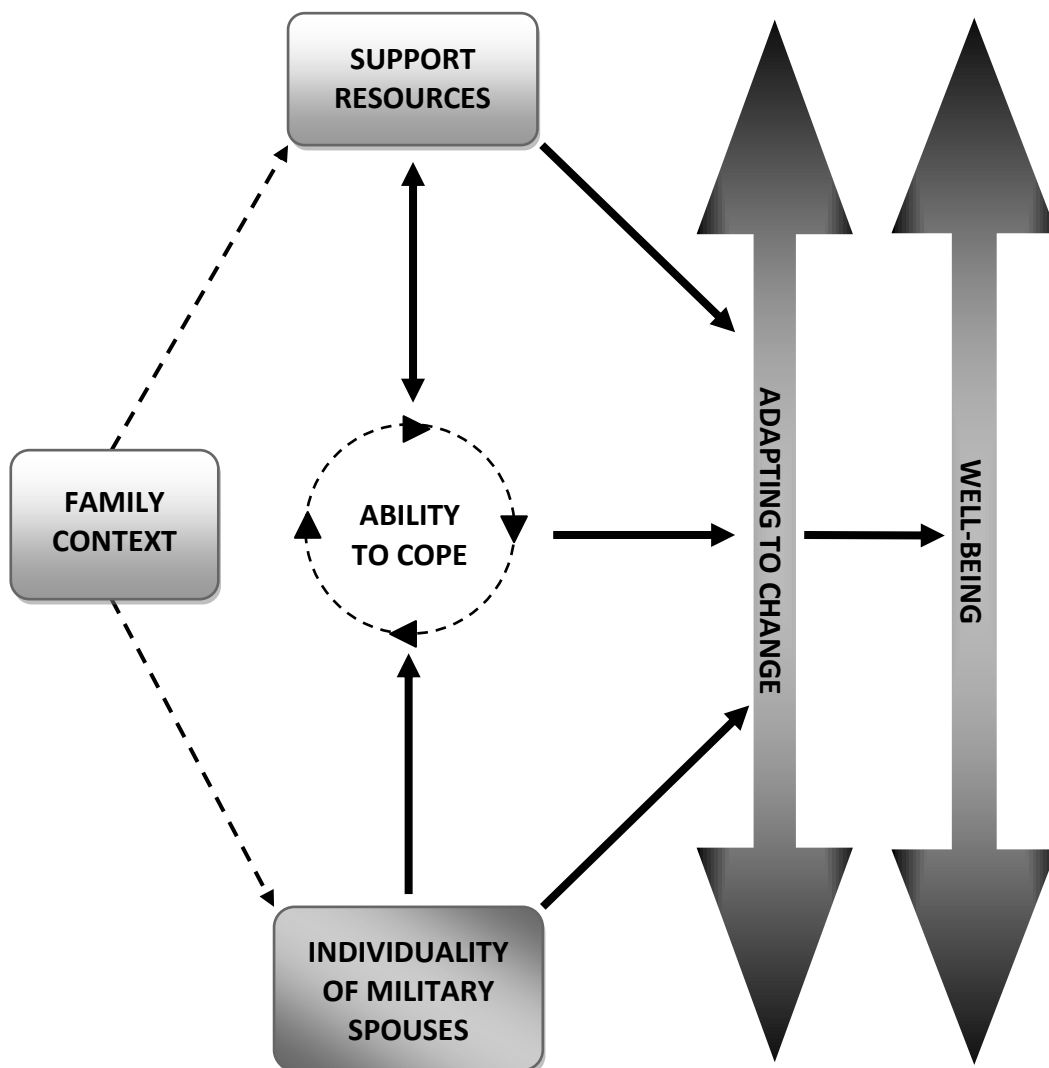 SUPPORT
RESOURCES
FAMILY
CONTEXT
ABILITY
TO COPE
INDIVIDUALITY
OF MILITARY
SPOUSES
ADAPTING TO CHANGE
WELL-BEING